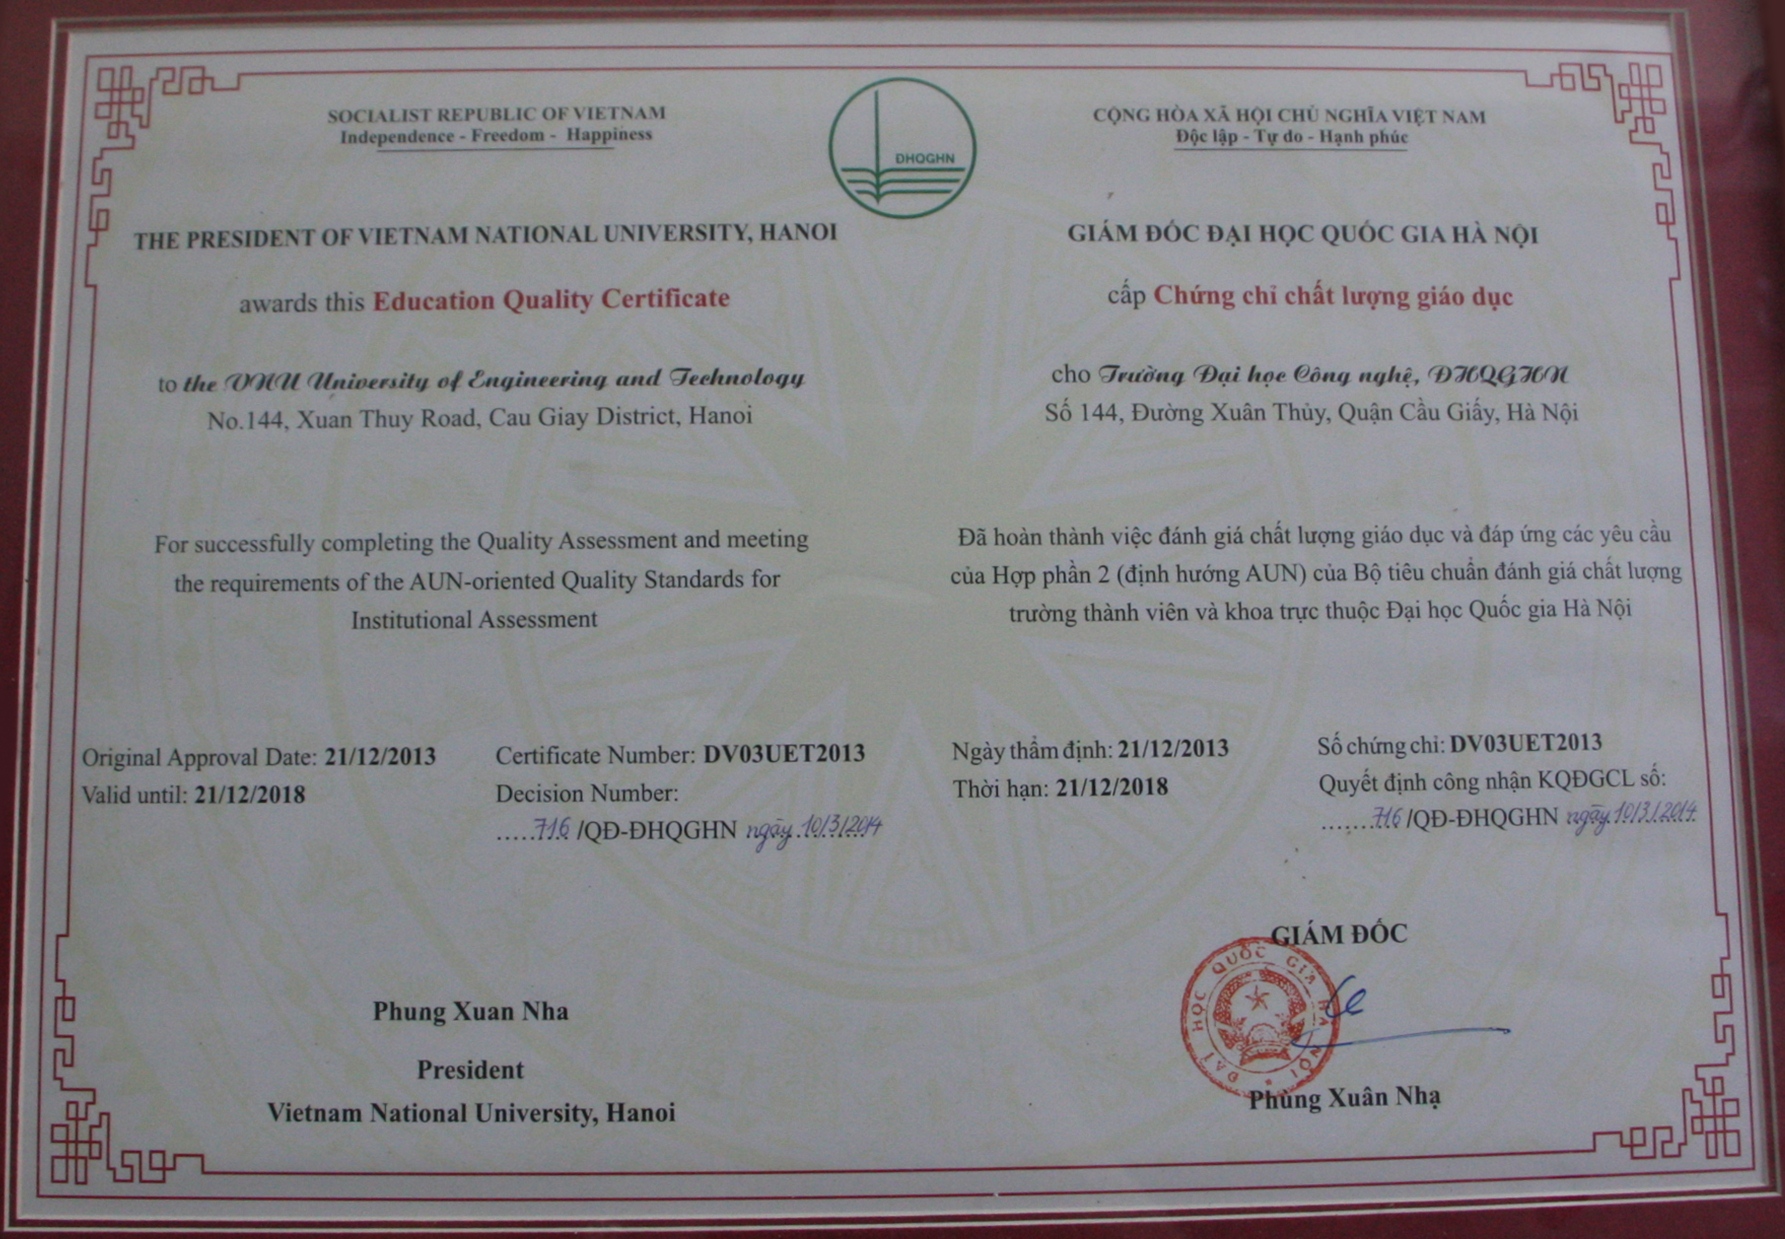 SOCIALIST REPUBLIC OF VIETNAM
Independence - Freedom - Happiness
THE PRESIDENT OF VIETNAM NATIONAL UNIVERSITY, HANOI
awards this Education Quality Certificate
to the VNU University of Engineering and Technology
No.144, Xuan Thuy Road, Cau Giay District, Hanoi
For successfully completing the Quality Assessment and meeting
the requirements of the AUN-oriented Quality Standards for
Institutional Assessment
Original Approval Date: 21/12/2013
Valid until: 21/12/2018
Certificate Number: DV03UET2013
Decision Number:
.....716 /QĐ-ĐHQGHN ngày 10/3/2014
Phung Xuan Nha
President
Vietnam National University, Hanoi
ĐHQGHN
CỘNG HÒA XÃ HỘI CHỦ NGHĨA VIỆT NAM
Độc lập - Tự do - Hạnh phúc
GIÁM ĐỐC ĐẠI HỌC QUỐC GIA HÀ NỘI
cấp Chứng chỉ chất lượng giáo dục
cho Trường Đại học Công nghệ, ĐHQGHN
Số 144, Đường Xuân Thủy, Quận Cầu Giấy, Hà Nội
Đã hoàn thành việc đánh giá chất lượng giáo dục và đáp ứng các yêu cầu
của Hợp phần 2 (định hướng AUN) của Bộ tiêu chuẩn đánh giá chất lượng
trường thành viên và khoa trực thuộc Đại học Quốc gia Hà Nội
Ngày thẩm định: 21/12/2013
Thời hạn: 21/12/2018
Số chứng chỉ: DV03UET2013
Quyết định công nhận KQĐGCL số:
.......716 /QĐ-ĐHQGHN ngày 10/3/2014
GIÁM ĐỐC
ĐẠI HỌC QUỐC GIA HÀ NỘI
Phùng Xuân Nhạ